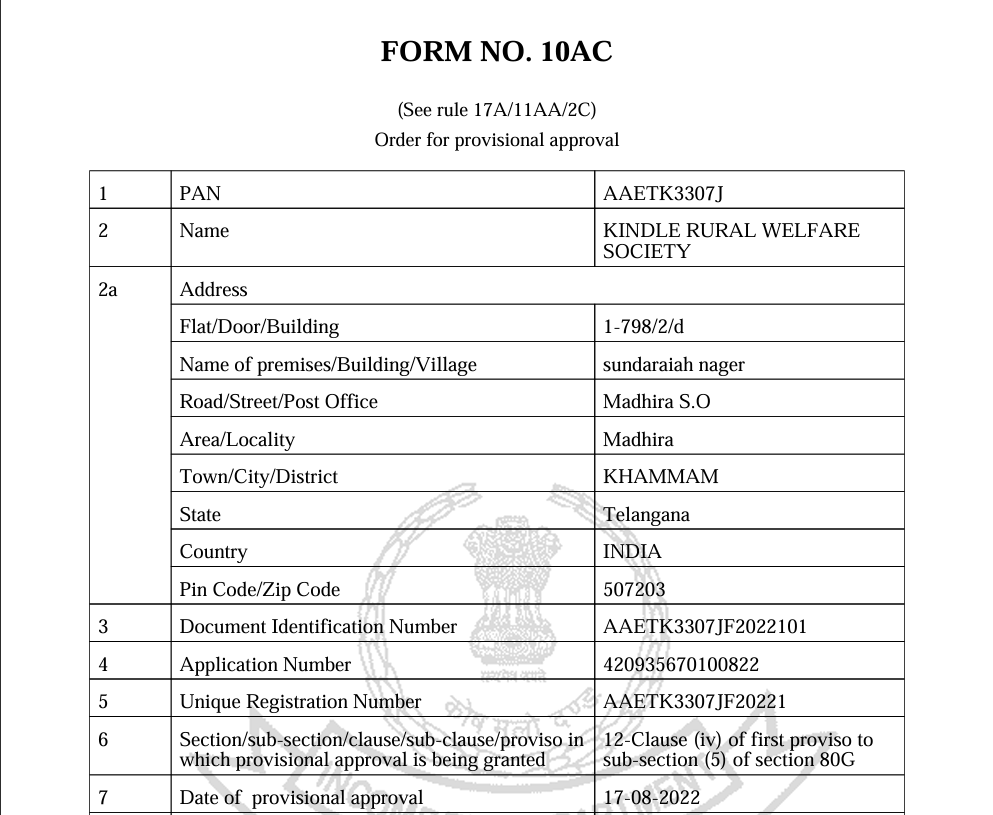 FORM NO. 10AC
(See rule 17A/11AA/2C)
Order for provisional approval
1 PAN AAETK3307J
2 Name KINDLE RURAL WELFARE
SOCIETY
2a Address
Flat/Door/Building 1-798/2/d
Name of premises/Building/Village sundaraiah nager
Road/Street/Post Office Madhira S.O
Area/Locality Madhira
Town/City/District KHAMMAM
State Telangana
Country INDIA
Pin Code/Zip Code 507203
3 Document Identification Number AAETK3307JF2022101
4 Application Number 420935670100822
सत्यमेव जयते
5 Unique Registration Number AAETK3307JF20221
कोष मूलो दण्ड
6 Section/sub-section/clause/sub-clause/proviso in 12-Clause (iv) of first proviso to
which provisional approval is being granted sub-section (5) of section 80G
7 Date of provisional approval 17-08-2022